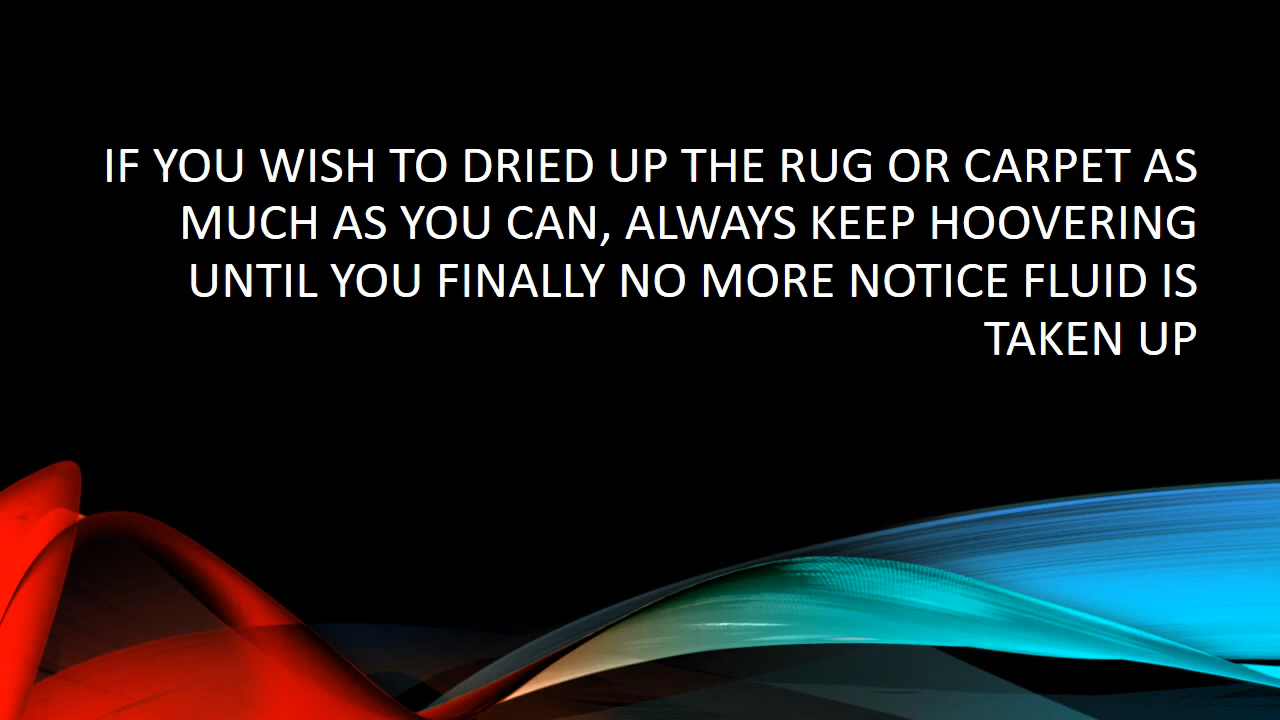 IF YOU WISH TO DRIED UP THE RUG OR CARPET AS
MUCH AS YOU CAN, ALWAYS KEEP HOOVERING
UNTIL YOU FINALLY NO MORE NOTICE FLUID IS
TAKEN UP